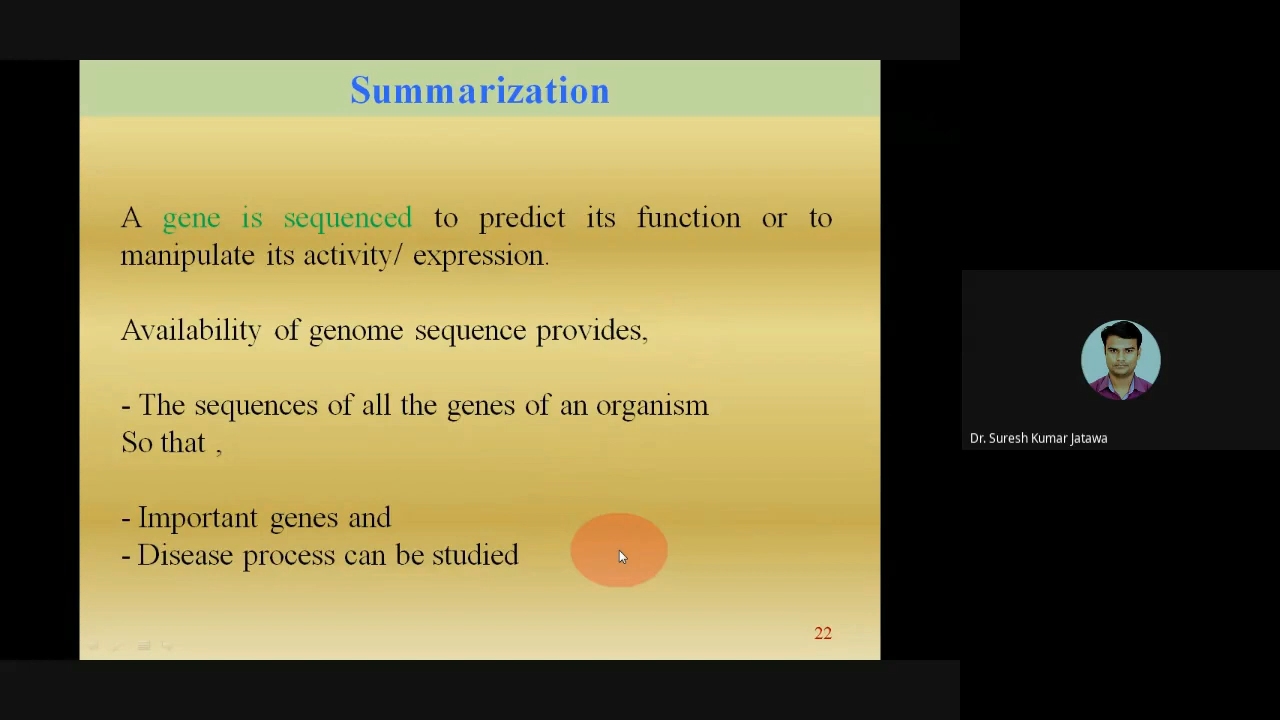 Summarization
A gene is sequenced to predict its function or to
manipulate its activity/ expression.
Availability of genome sequence provides,
- The sequences of all the genes of an organism
So that ,
- Important genes and
- Disease process can be studied
22
Dr. Suresh Kumar Jatawa